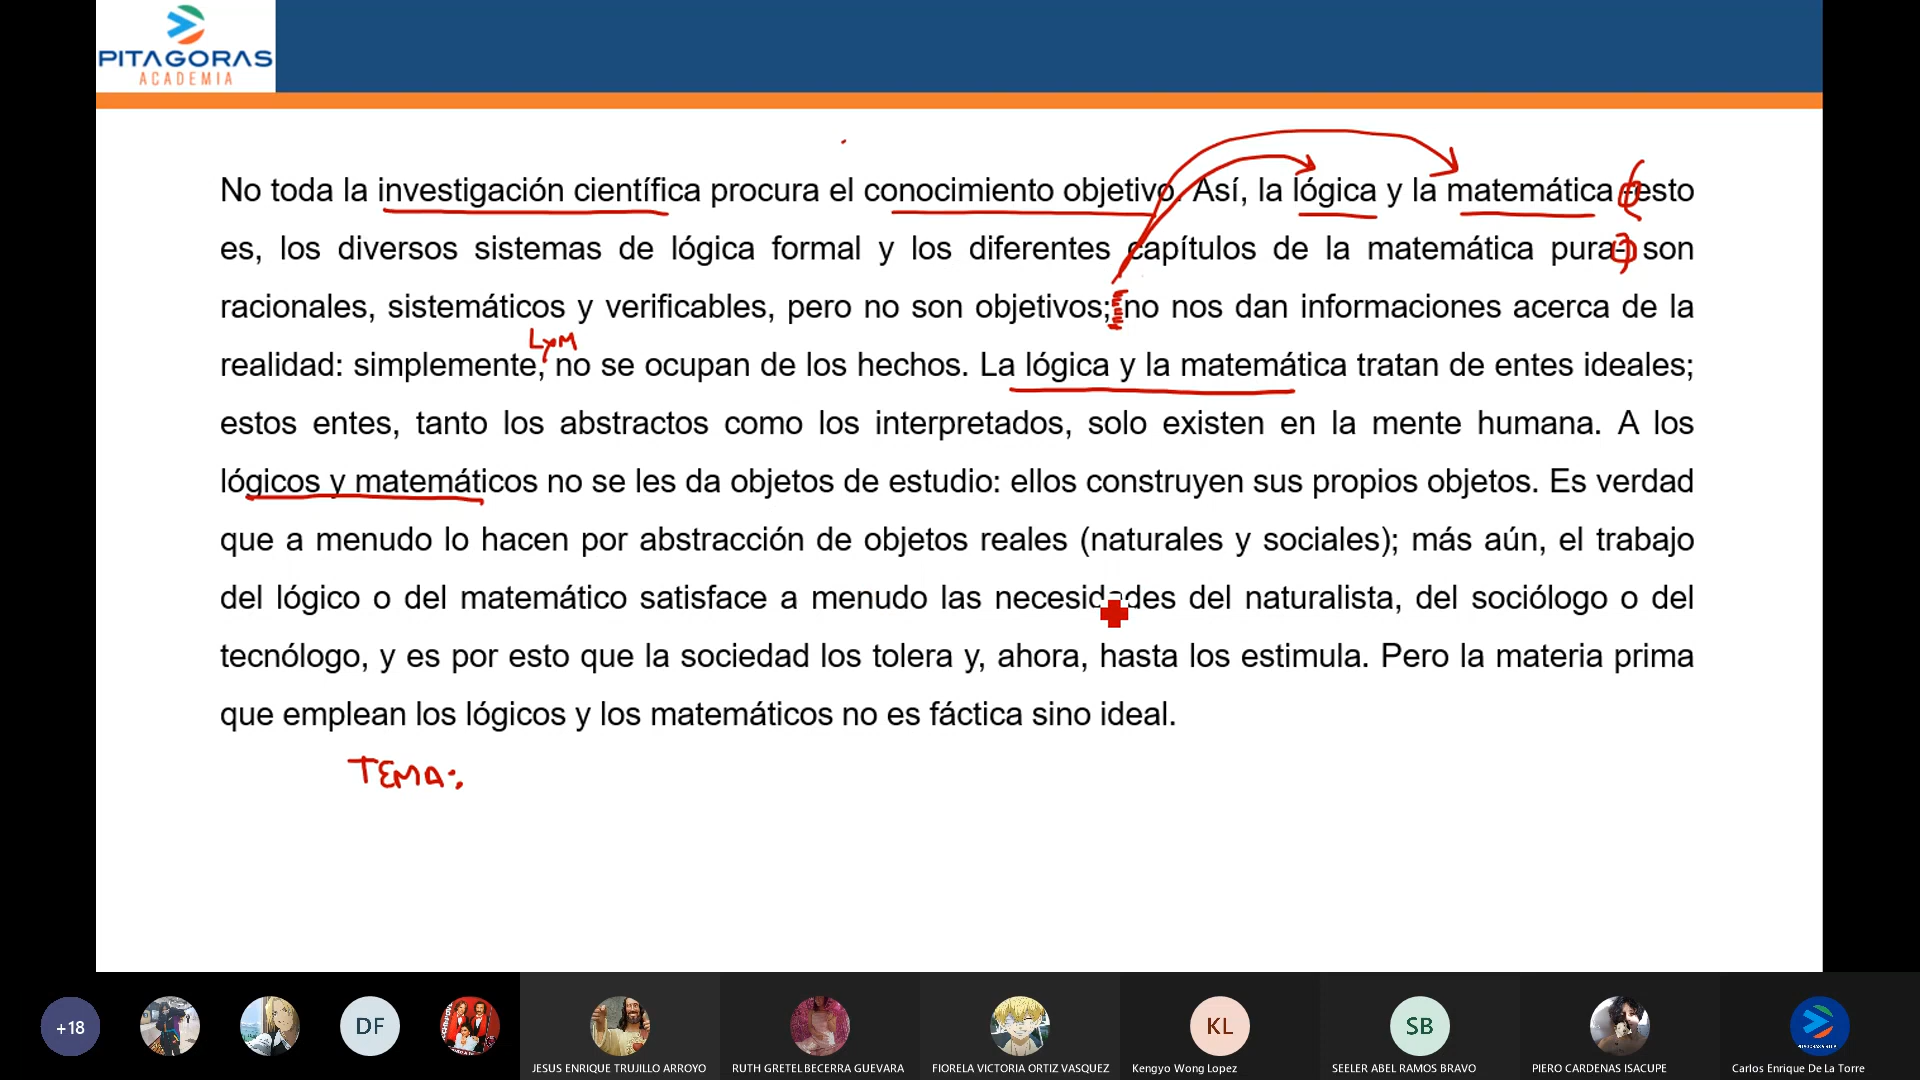 PITAGORAS
ACADEMIA
No toda la investigación científica procura el conocimiento objetivo. Así, la lógica y la matemática -esto
es, los diversos sistemas de lógica formal y los diferentes capítulos de la matemática pura- son
racionales, sistemáticos y verificables, pero no son objetivos; no nos dan informaciones acerca de la
LyM
realidad: simplemente, no se ocupan de los hechos. La lógica y la matemática tratan de entes ideales;
estos entes, tanto los abstractos como los interpretados, solo existen en la mente humana. A los
lógicos y matemáticos no se les da objetos de estudio: ellos construyen sus propios objetos. Es verdad
que a menudo lo hacen por abstracción de objetos reales (naturales y sociales); más aún, el trabajo
del lógico o del matemático satisface a menudo las necesidades del naturalista, del sociólogo o del
tecnólogo, y es por esto que la sociedad los tolera y, ahora, hasta los estimula. Pero la materia prima
que emplean los lógicos y los matemáticos no es fáctica sino ideal.
TEMA:
+18
DF
KL
SB
JESUS ENRIQUE TRUJILLO ARROYO
RUTH GRETEL BECERRA GUEVARA
FIORELA VICTORIA ORTIZ VASQUEZ
Kengyo Wong Lopez
SEELER ABEL RAMOS BRAVO
PIERO CARDENAS ISACUPE
Carlos Enrique De La Torre